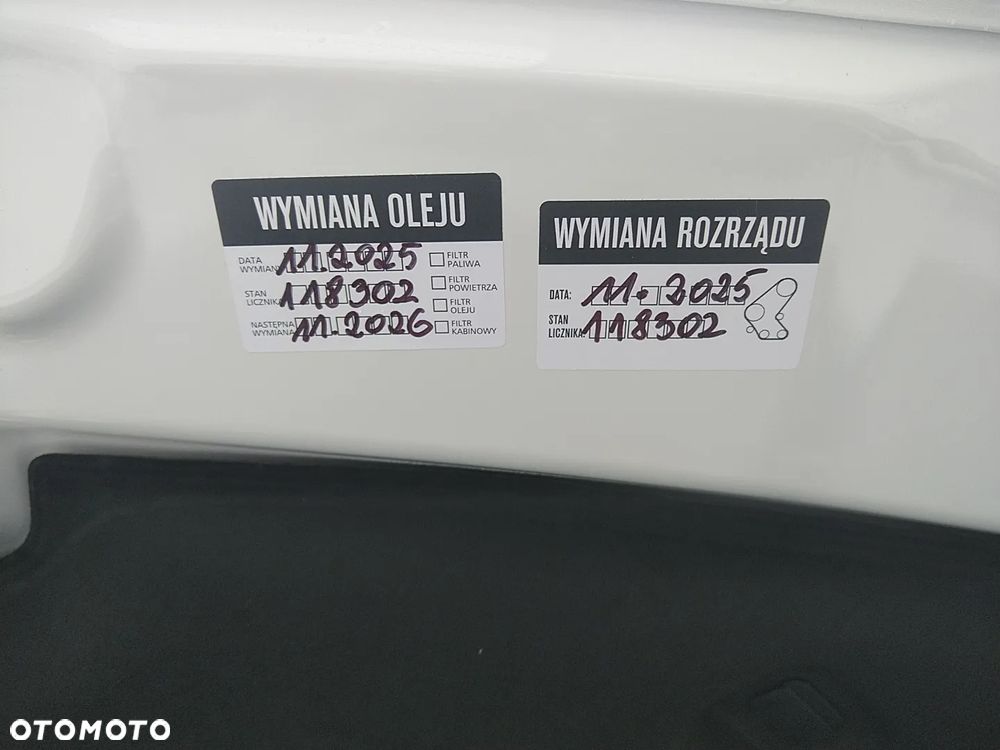 WYMIANA OLEJU
DATA WYMIANY 11.2025
STAN LICZNIKA 118302
NASTĘPNA WYMIANA 11.2026
FILTR PALIWA
FILTR POWIETRZA
FILTR OLEJU
FILTR KABINOWY
WYMIANA ROZRZĄDU
DATA: 11.2025
STAN LICZNIKA: 118302
OTOMOTO